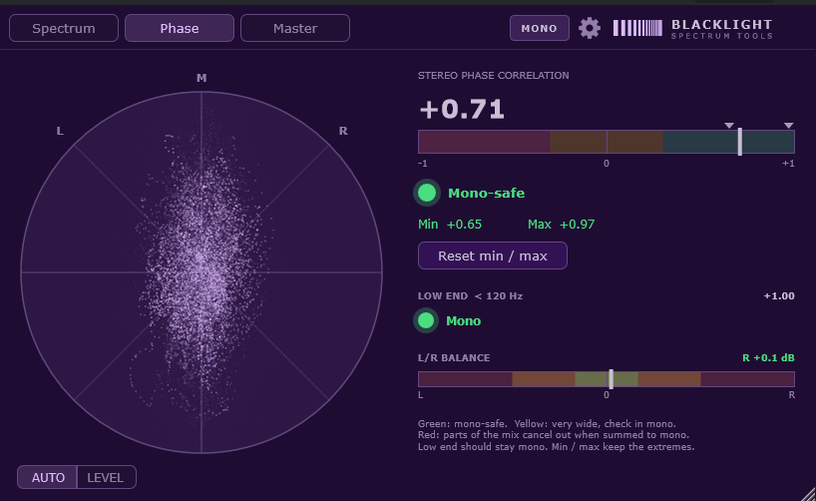 Spectrum
Phase
Master
MONO
BLACKLIGHT
SPECTRUM TOOLS
M
L
R
STEREO PHASE CORRELATION
+0.71
-1
0
+1
Mono-safe
Min +0.65
Max +0.97
Reset min / max
LOW END < 120 Hz
+1.00
Mono
L/R BALANCE
R +0.1 dB
L
0
R
Green: mono-safe. Yellow: very wide, check in mono.
Red: parts of the mix cancel out when summed to mono.
Low end should stay mono. Min / max keep the extremes.
AUTO
LEVEL